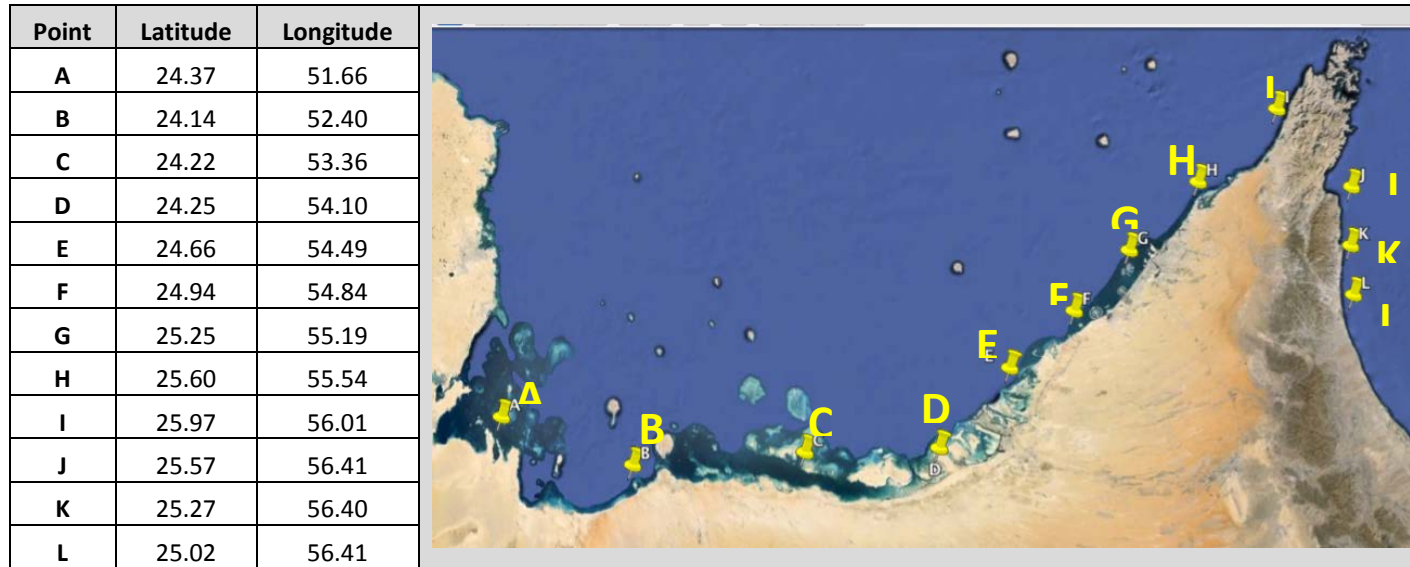 Point Latitude Longitude
A 24.37 51.66
B 24.14 52.40
C 24.22 53.36
D 24.25 54.10
E 24.66 54.49
F 24.94 54.84
G 25.25 55.19
H 25.60 55.54
I 25.97 56.01
J 25.57 56.41
K 25.27 56.40
L 25.02 56.41
I
H H
J
G G
K K
L
F F
E E
A
D
B B
C C
D